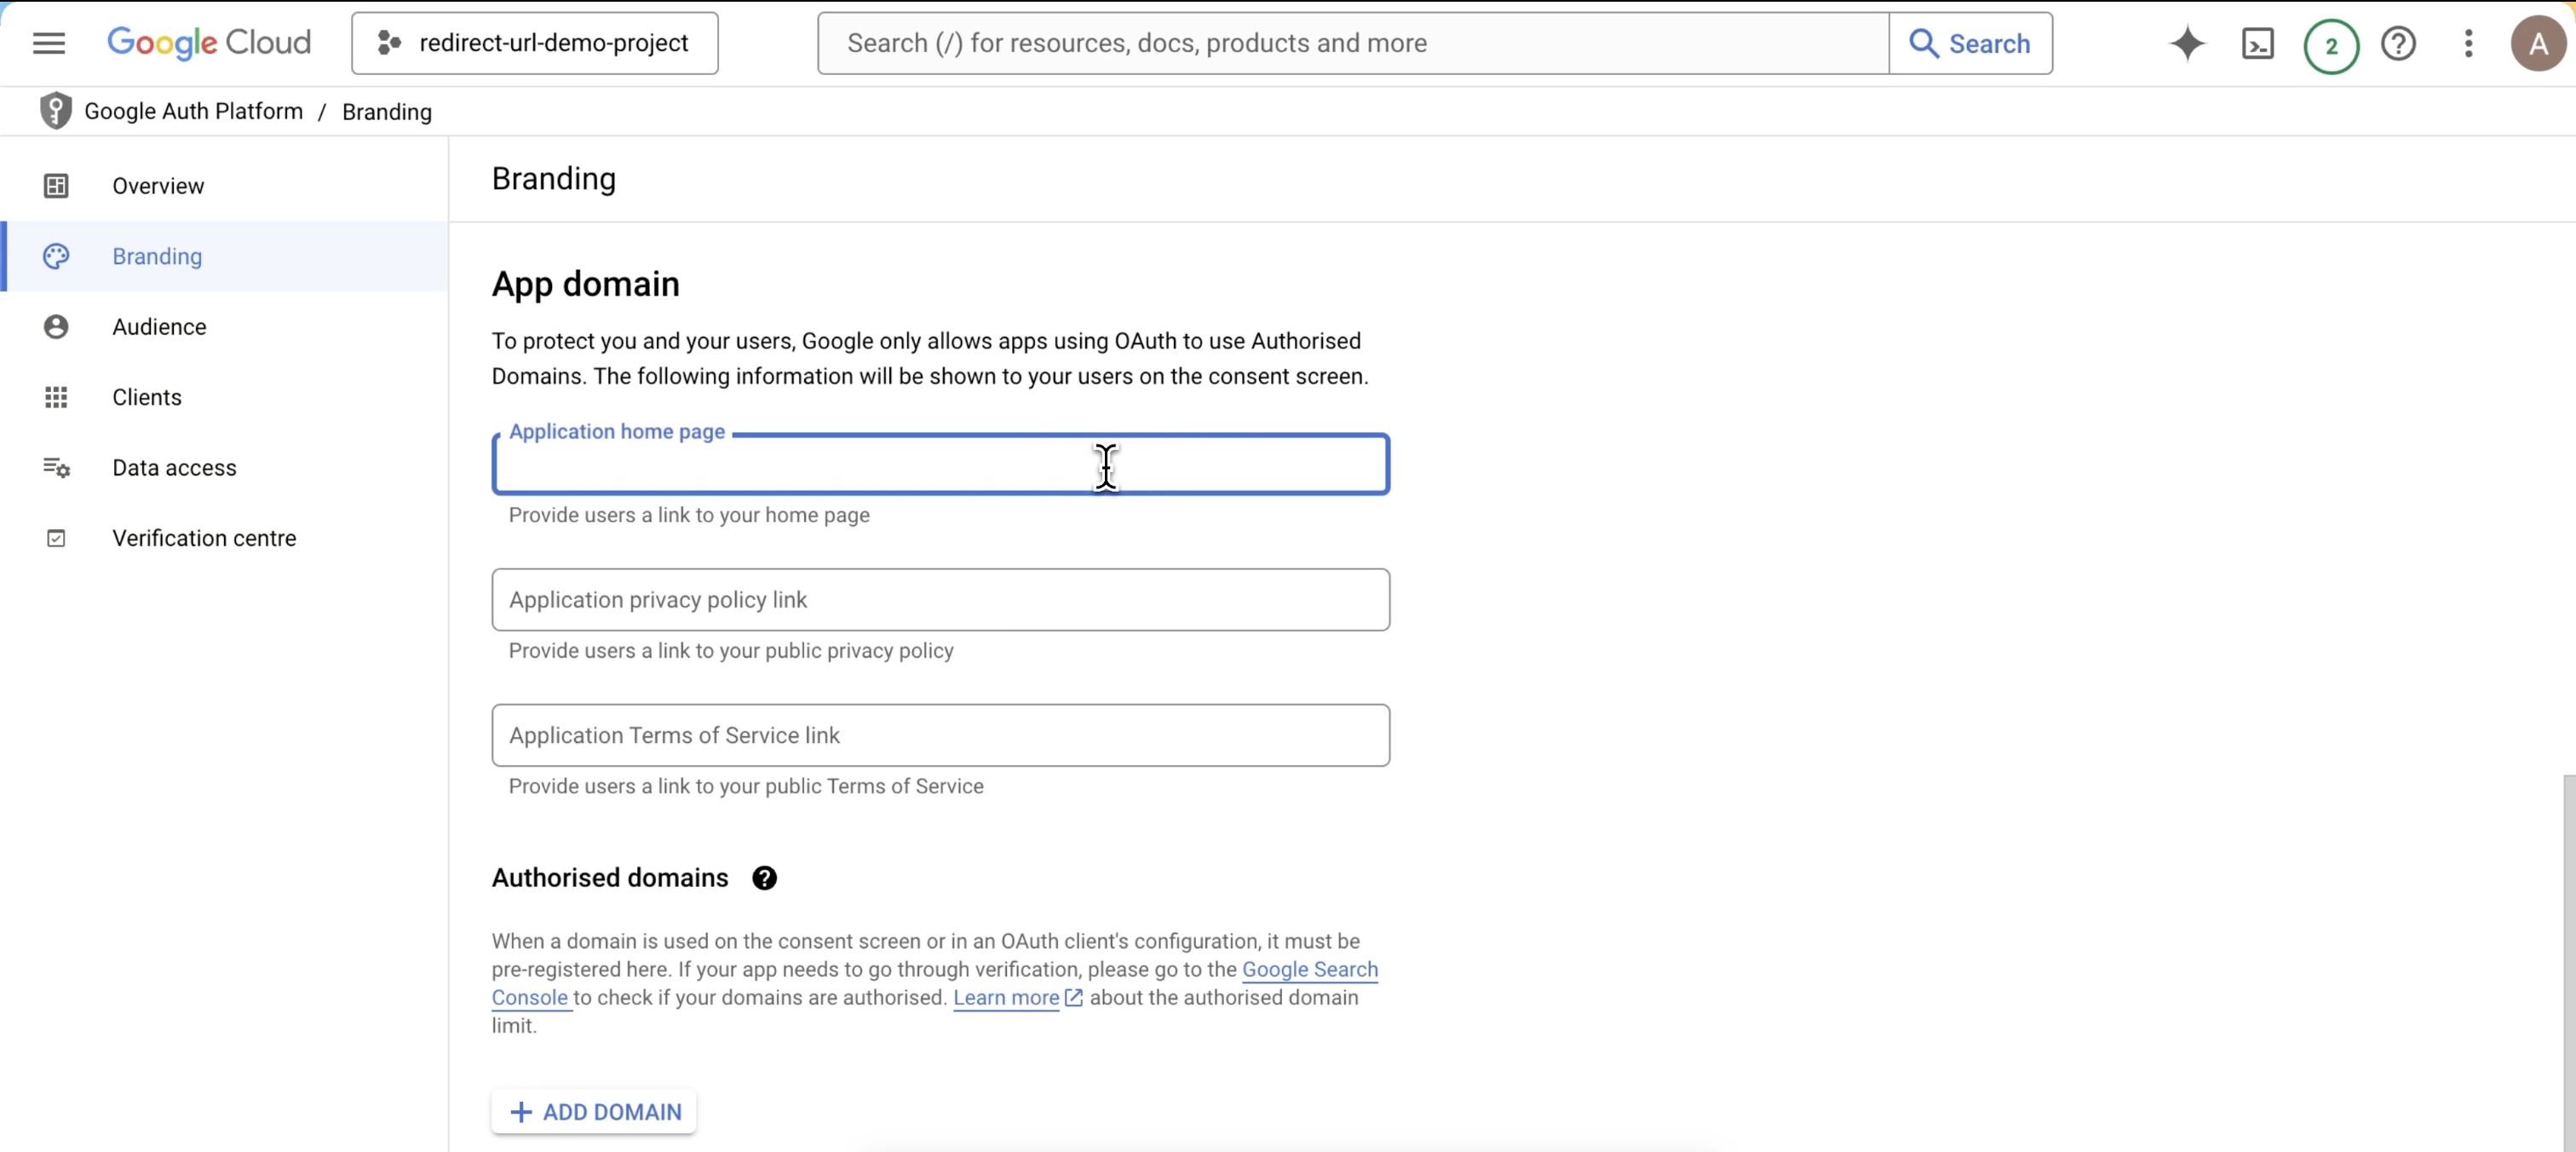 Google Cloud
redirect-url-demo-project
Search (/) for resources, docs, products and more
Search
2
A
Google Auth Platform / Branding
Overview
Branding
Audience
Clients
Data access
Verification centre
Branding
App domain
To protect you and your users, Google only allows apps using OAuth to use Authorised
Domains. The following information will be shown to your users on the consent screen.
Application home page
Provide users a link to your home page
Application privacy policy link
Provide users a link to your public privacy policy
Application Terms of Service link
Provide users a link to your public Terms of Service
Authorised domains
When a domain is used on the consent screen or in an OAuth client's configuration, it must be
pre-registered here. If your app needs to go through verification, please go to the Google Search
Console to check if your domains are authorised. Learn more about the authorised domain
limit.
+ ADD DOMAIN